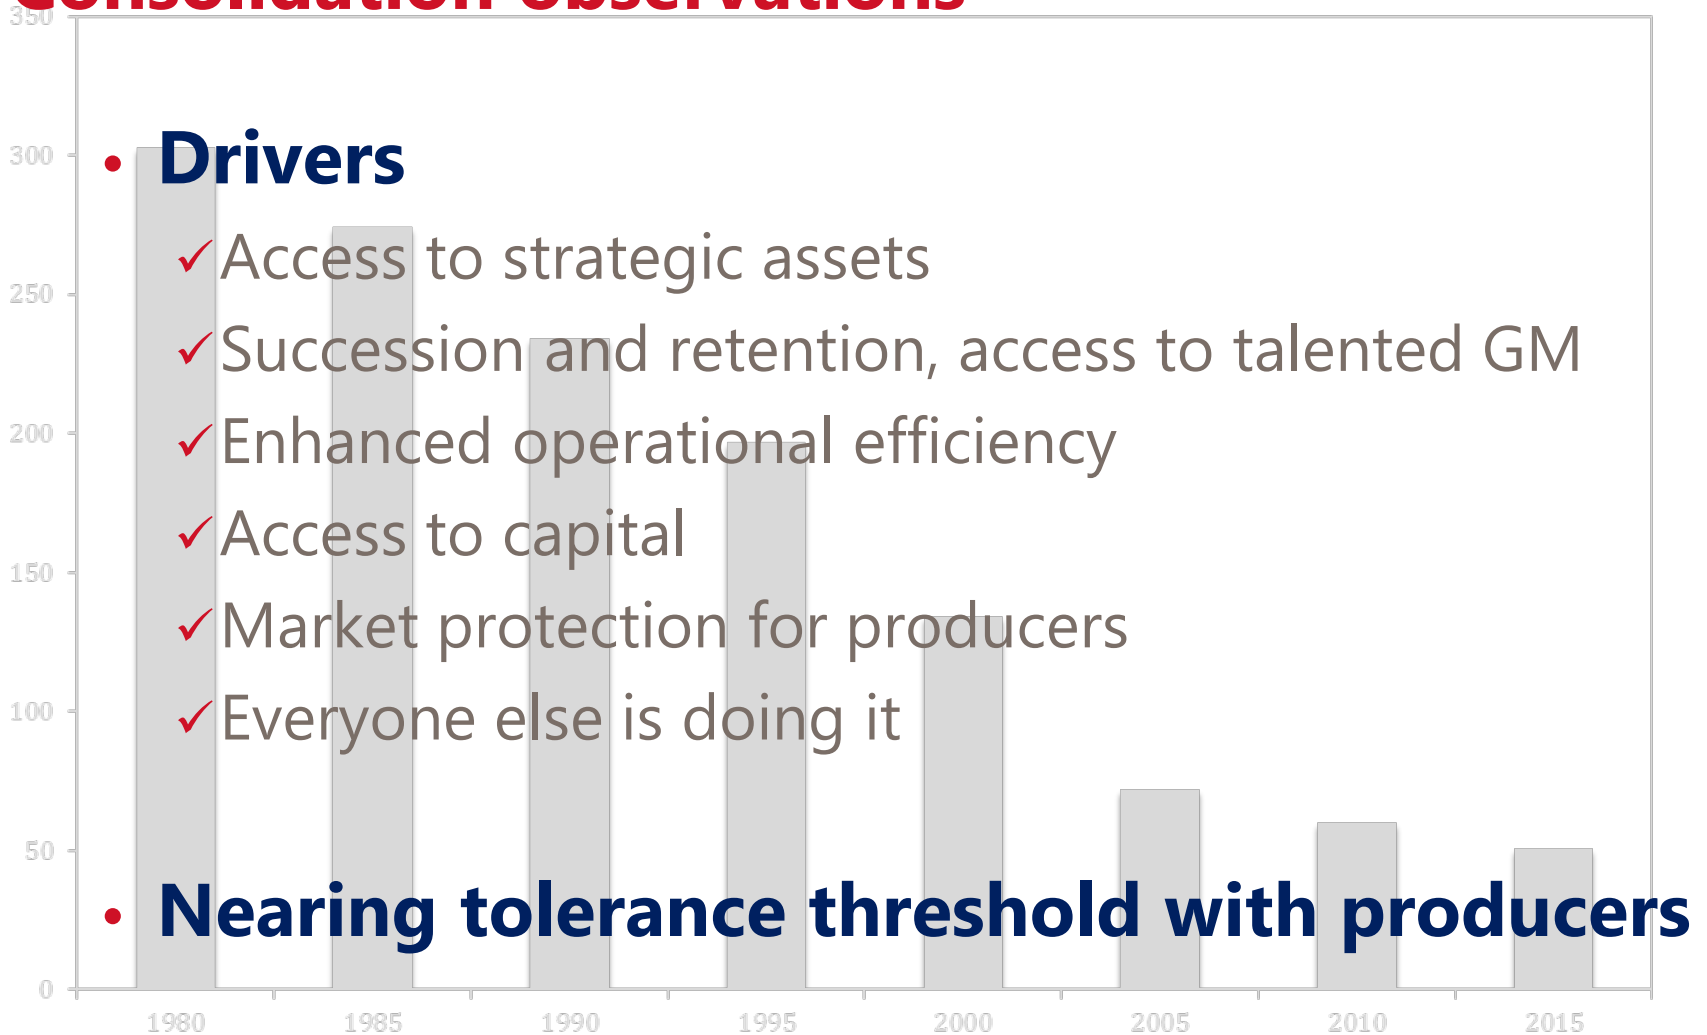 Consolidation observations
350
300
250
200
150
100
50
0
• Drivers
✓Access to strategic assets
✓Succession and retention, access to talented GM
✓Enhanced operational efficiency
✓Access to capital
✓Market protection for producers
✓Everyone else is doing it
• Nearing tolerance threshold with producers
1980 1985 1990 1995 2000 2005 2010 2015